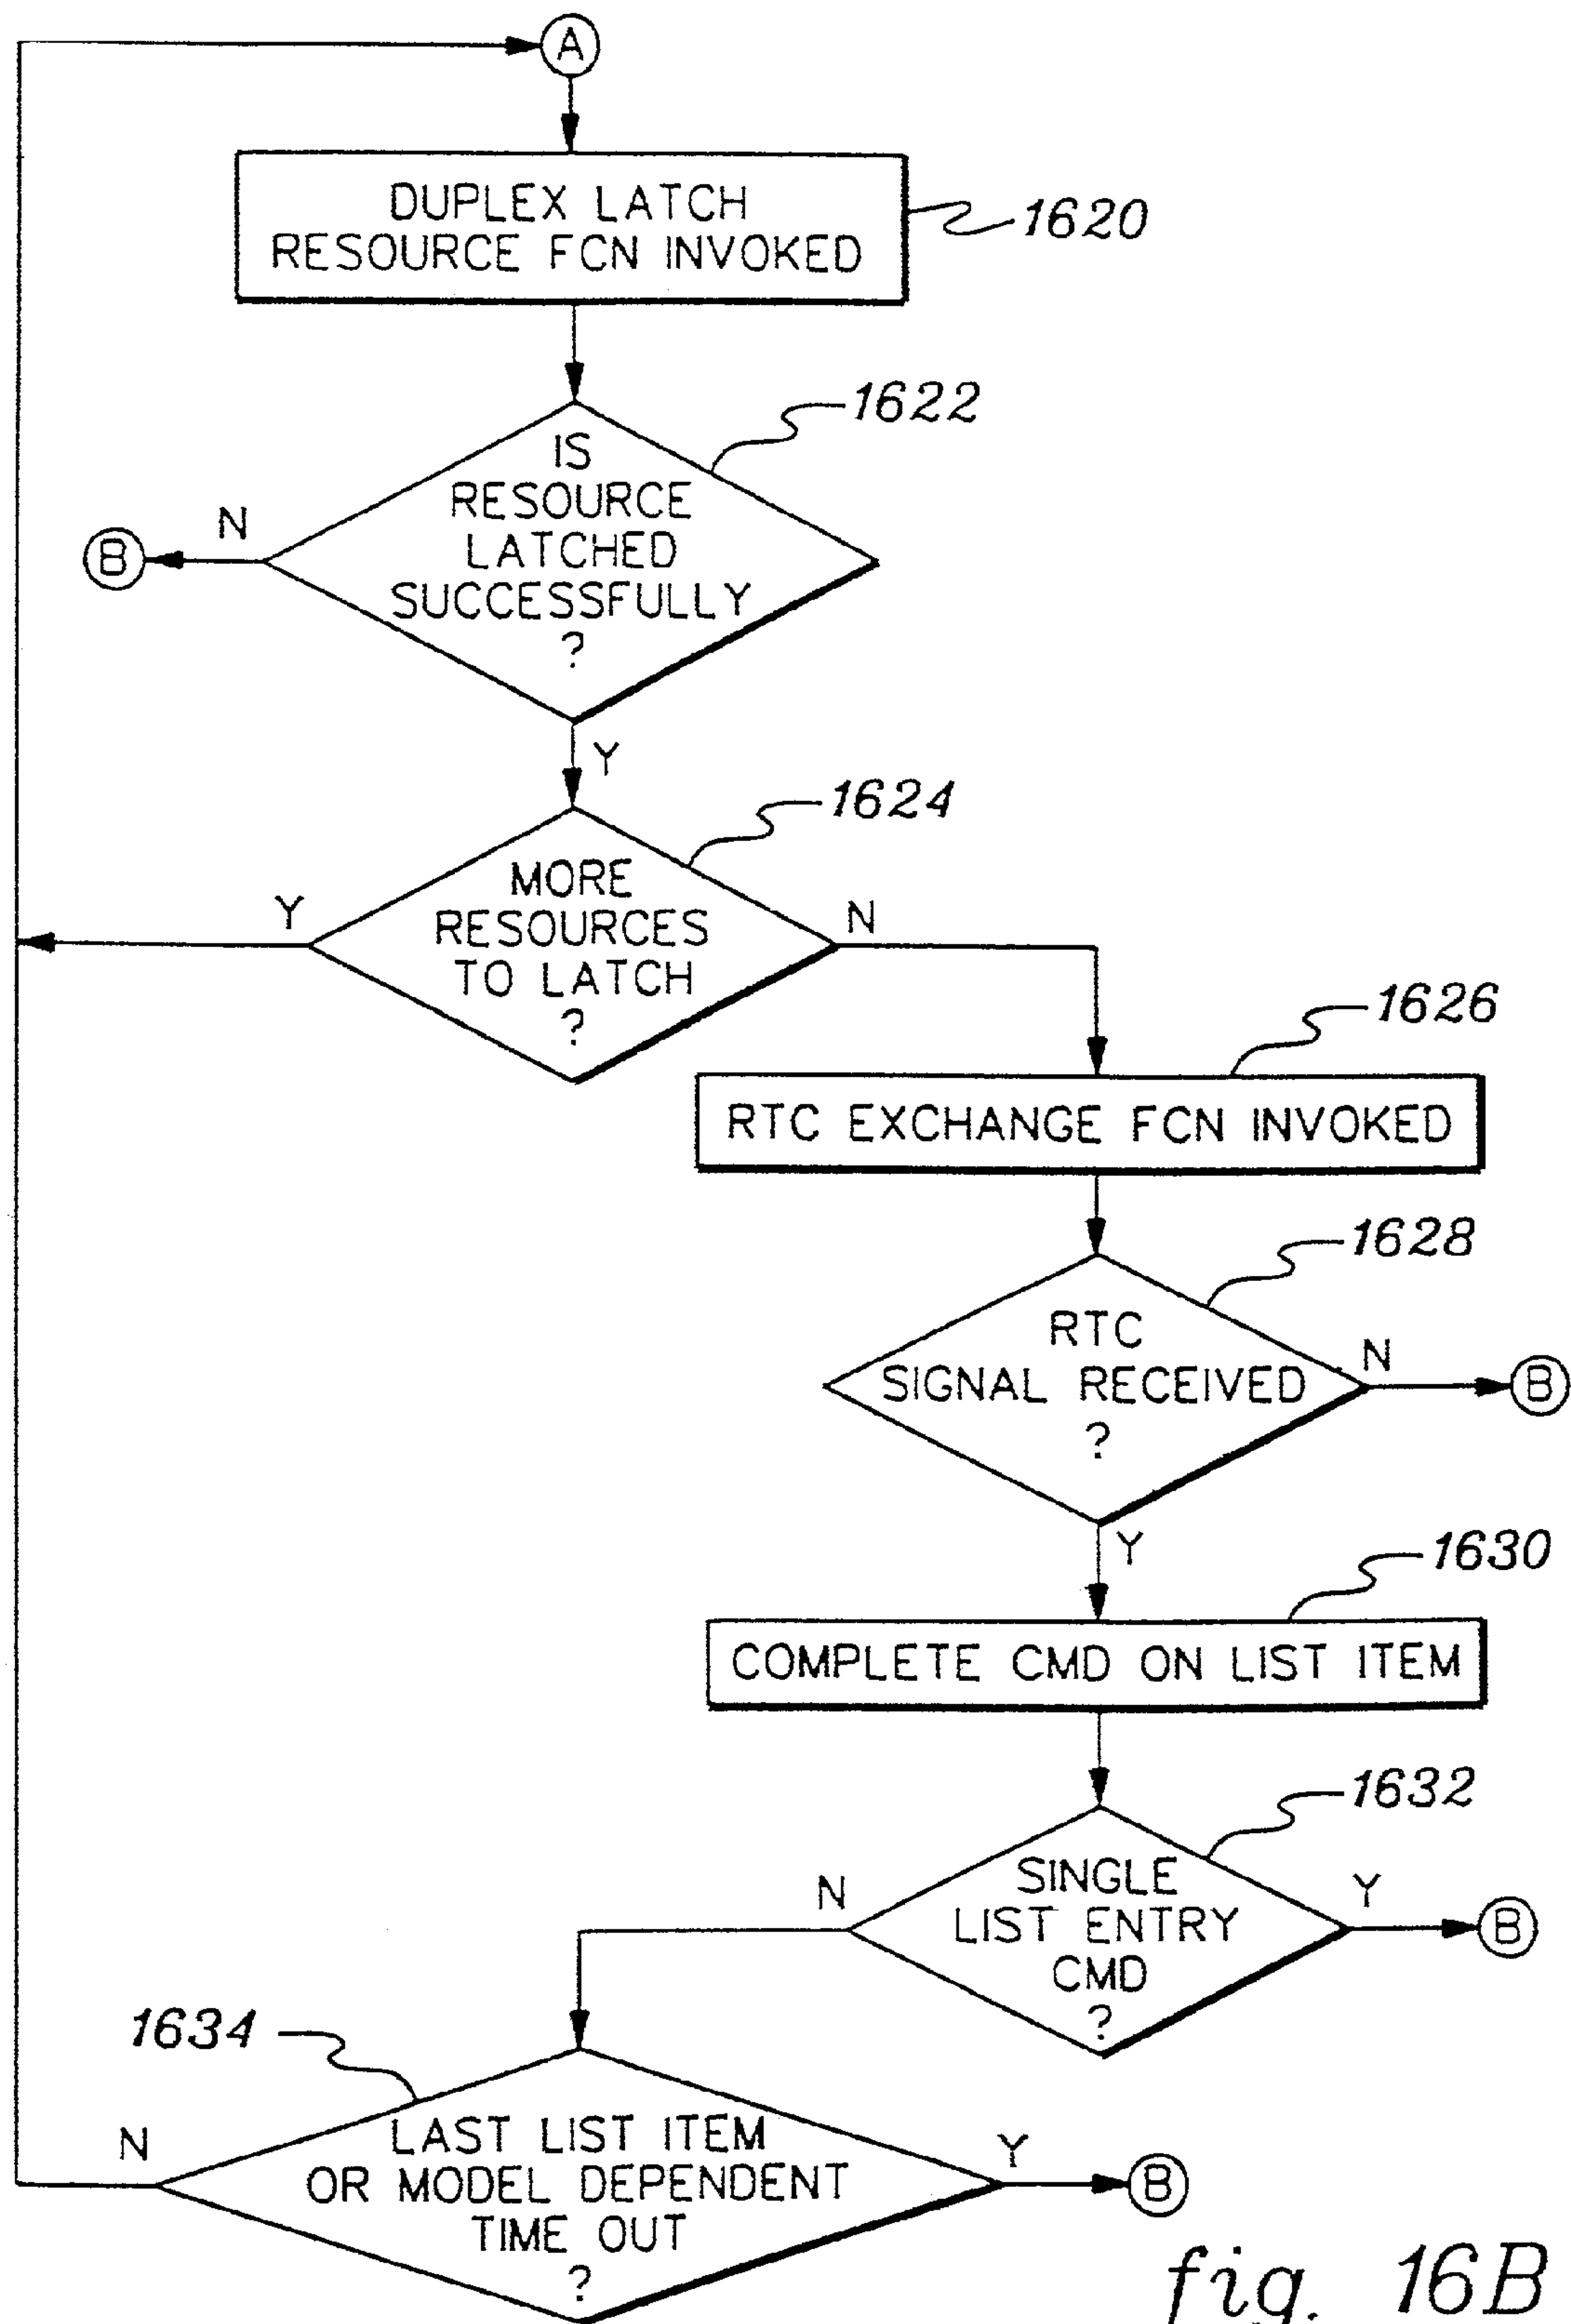 A
DUPLEX LATCH
RESOURCE FCN INVOKED
1620
1622
IS
RESOURCE
LATCHED
SUCCESSFULLY
?
N
B
Y
1624
MORE
RESOURCES
TO LATCH
?
Y
N
1626
RTC EXCHANGE FCN INVOKED
1628
RTC
SIGNAL RECEIVED
?
N
B
Y
1630
COMPLETE CMD ON LIST ITEM
1632
SINGLE
LIST ENTRY
CMD
?
N
Y
B
1634
LAST LIST ITEM
OR MODEL DEPENDENT
TIME OUT
?
N
Y
B
fig. 16B